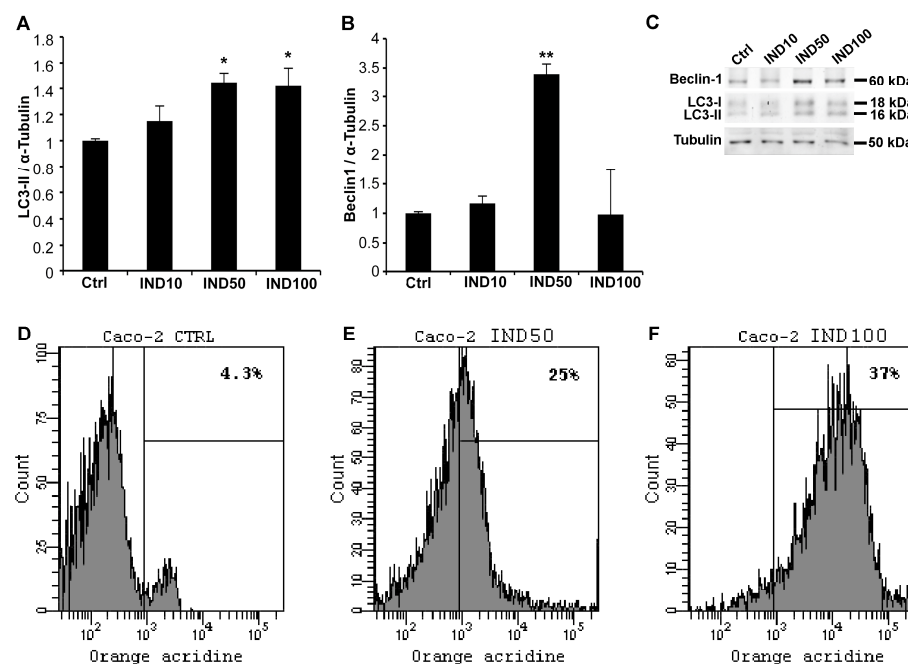 A
LC3-II / α-Tubulin
1.8
1.6
1.4
1.2
1
0.8
0.6
0.4
0.2
0
*
*
Ctrl IND10 IND50 IND100
B
Beclin1 / α-Tubulin
4
3.5
3
2.5
2
1.5
1
0.5
0
**
Ctrl IND10 IND50 IND100
C
Ctrl IND10 IND50 IND100
Beclin-1 60 kDa
LC3-I 18 kDa
LC3-II 16 kDa
Tubulin 50 kDa
D
Caco-2 CTRL
4.3%
Count
100
75
50
25
0
10² 10³ 10⁴ 10⁵
Orange acridine
E
Caco-2 IND50
25%
Count
80
70
60
50
40
30
20
10
0
10² 10³ 10⁴ 10⁵
Orange acridine
F
Caco-2 IND100
37%
Count
60
50
40
30
20
10
0
10² 10³ 10⁴ 10⁵
Orange acridine